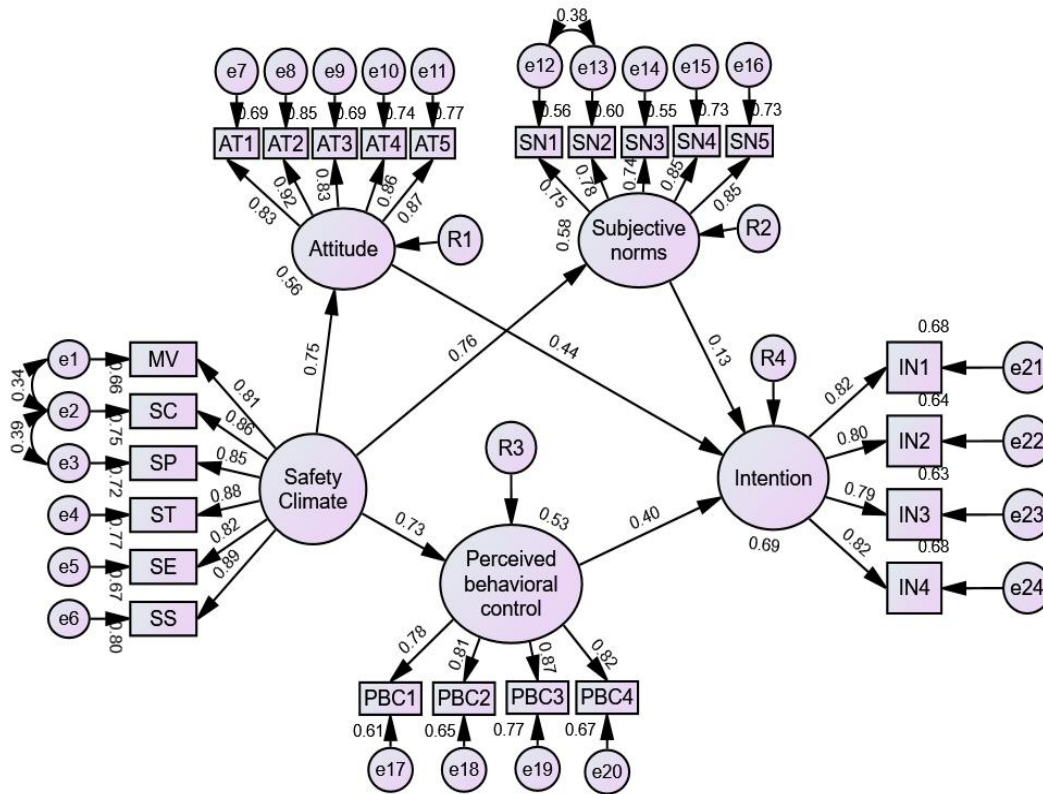 0.38
e7 e8 e9 e10 e11
e12 e13 e14 e15 e16
0.69 0.85 0.69 0.74 0.77
0.56 0.60 0.55 0.73 0.73
AT1 AT2 AT3 AT4 AT5
SN1 SN2 SN3 SN4 SN5
0.83 0.92 0.83 0.86 0.87
0.75 0.78 0.74 0.85 0.85
Attitude
R1
0.56
0.58
Subjective
norms
R2
0.75
0.76
0.44
0.13
e1 MV
0.66
0.34
e2 SC
0.75
0.39
e3 SP
0.72
e4 ST
0.77
e5 SE
0.67
e6 SS
0.80
0.81
0.86
0.85
0.88
0.82
0.89
Safety
Climate
0.73
R3
0.53
Perceived
behavioral
control
0.40
R4
Intention
0.69
0.82
0.80
0.79
0.82
0.68
IN1 e21
0.64
IN2 e22
0.63
IN3 e23
0.68
IN4 e24
0.78 0.81 0.87 0.82
PBC1 PBC2 PBC3 PBC4
0.61 0.65 0.77 0.67
e17 e18 e19 e20